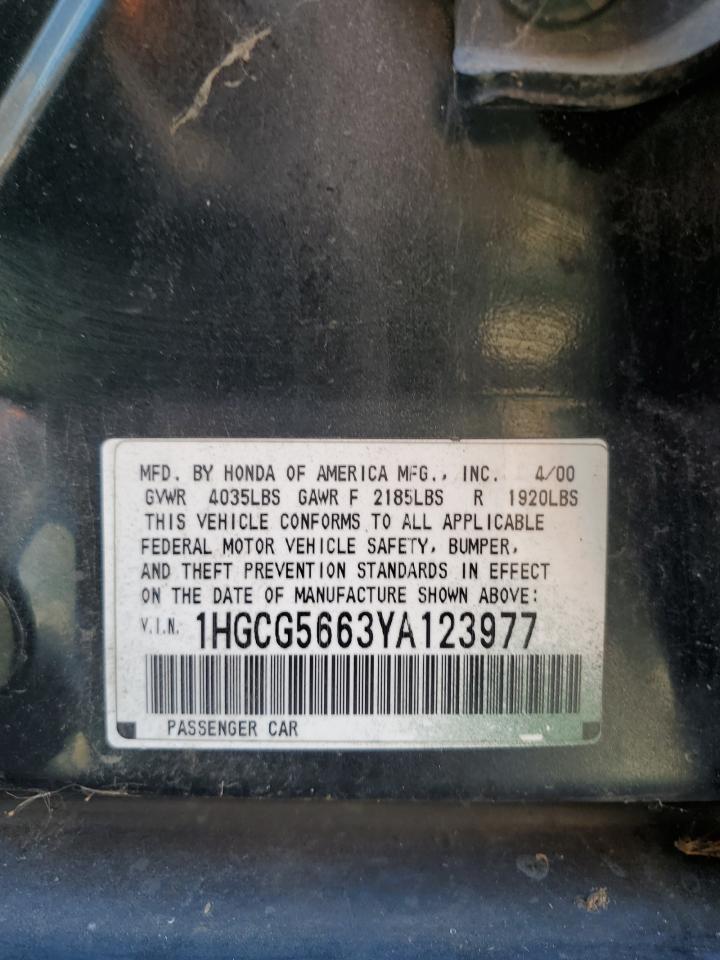 MFD. BY HONDA OF AMERICA MFG., INC. 4/00
GVWR 4035LBS GAWR F 2185LBS R 1920LBS
THIS VEHICLE CONFORMS TO ALL APPLICABLE
FEDERAL MOTOR VEHICLE SAFETY, BUMPER,
AND THEFT PREVENTION STANDARDS IN EFFECT
ON THE DATE OF MANUFACTURE SHOWN ABOVE:
V.I.N. 1HGCG5663YA123977
PASSENGER CAR